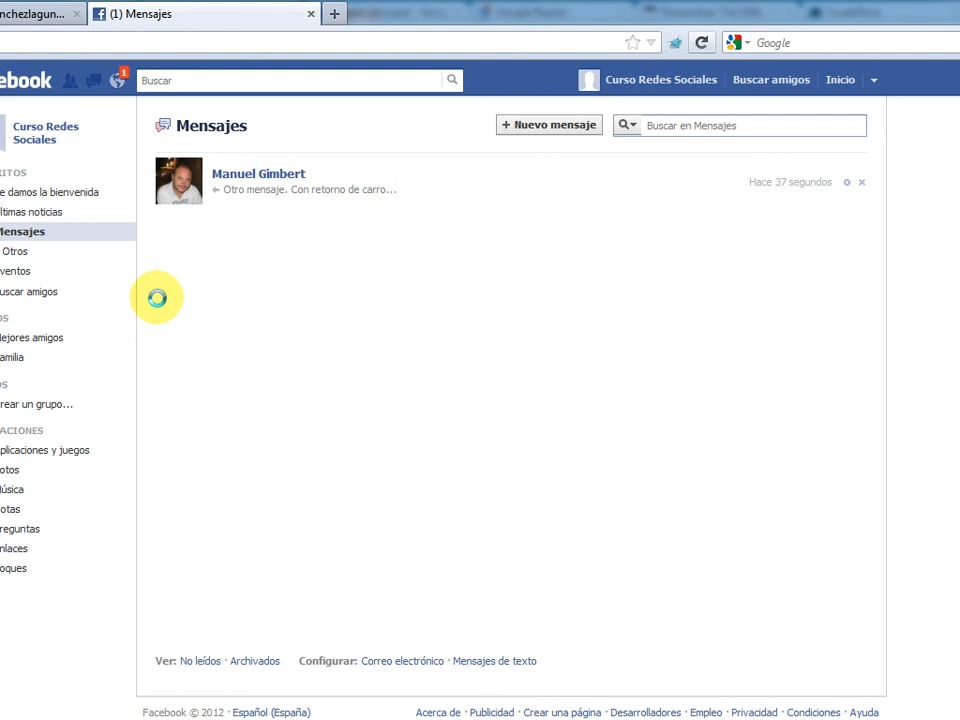 nchezlagun...
(1) Mensajes
Google
ebook
1
Buscar
Curso Redes Sociales
Buscar amigos
Inicio
Curso Redes
Sociales
Mensajes
+ Nuevo mensaje
Buscar en Mensajes
Manuel Gimbert
Otro mensaje. Con retorno de carro...
Hace 37 segundos
RITOS
e damos la bienvenida
ltimas noticias
Mensajes
Otros
ventos
uscar amigos
OS
ejores amigos
amilia
OS
rear un grupo...
ACIONES
plicaciones y juegos
otos
úsica
otas
reguntas
nlaces
oques
Ver: No leídos · Archivados Configurar: Correo electrónico · Mensajes de texto
Facebook © 2012 · Español (España)
Acerca de · Publicidad · Crear una página · Desarrolladores · Empleo · Privacidad · Condiciones · Ayuda